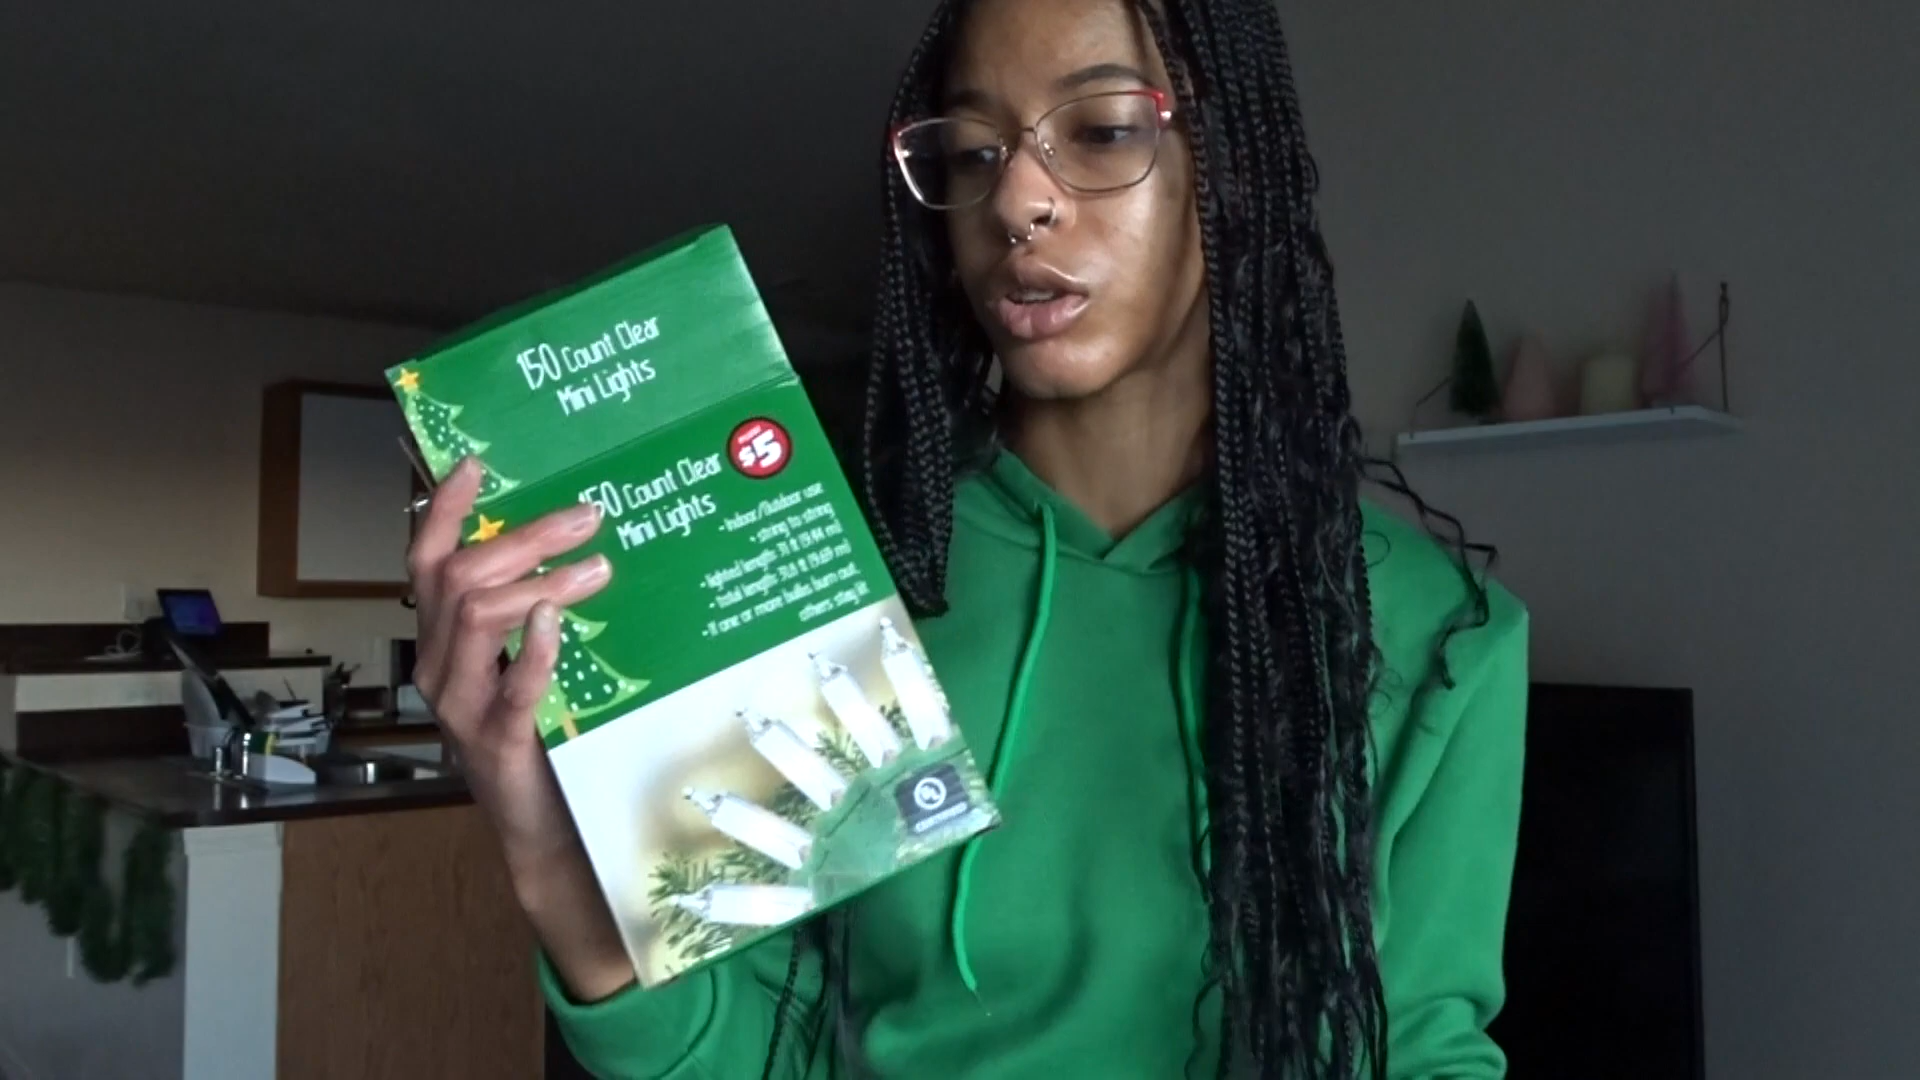 150 Count Clear
Mini Lights
$5
150 Count Clear
Mini Lights
- Indoor/Outdoor use
- string to string
- lighted length: 31 ft (9.44 m)
- total length: 31.8 ft (9.69 m)
- If one or more bulbs burn out,
others stay lit
UL